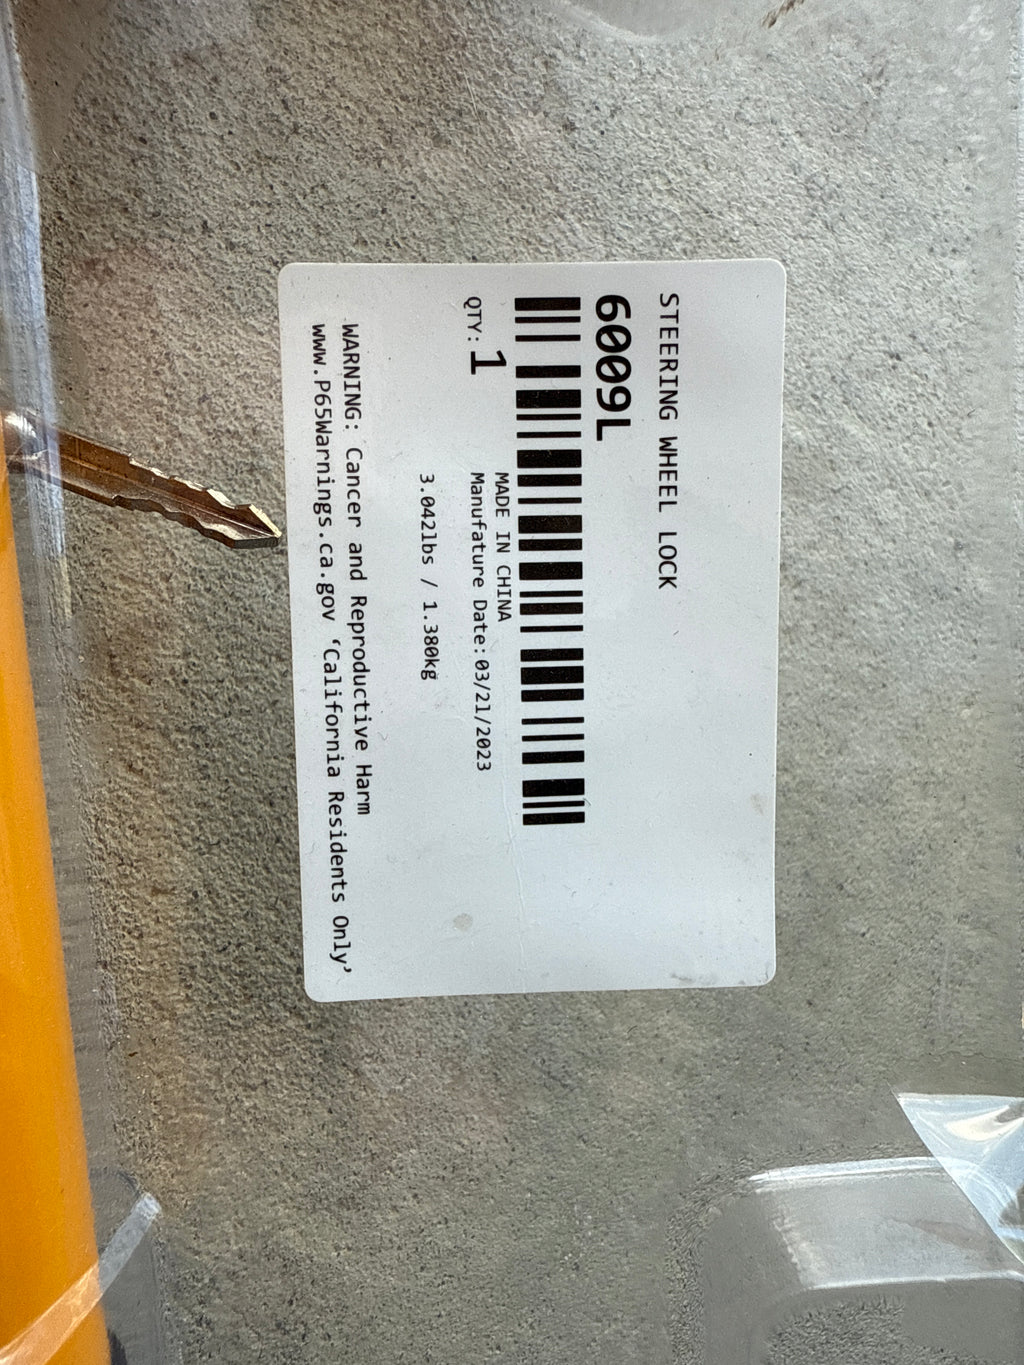 STEERING WHEEL LOCK
6009L
QTY: 1
MADE IN CHINA
Manufature Date: 03/21/2023
3.042lbs / 1.380kg
WARNING: Cancer and Reproductive Harm
www.P65Warnings.ca.gov ‘California Residents Only’